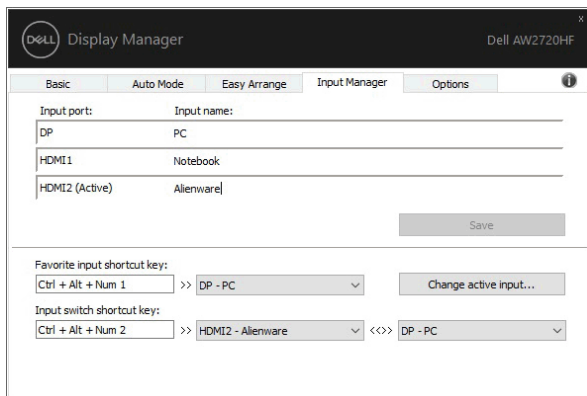 x
DELL Display Manager Dell AW2720HF
Basic Auto Mode Easy Arrange Input Manager Options i
Input port: Input name:
DP PC
HDMI1 Notebook
HDMI2 (Active) Alienware
Save
Favorite input shortcut key:
Ctrl + Alt + Num 1 >> DP - PC Change active input...
Input switch shortcut key:
Ctrl + Alt + Num 2 >> HDMI2 - Alienware <<>> DP - PC